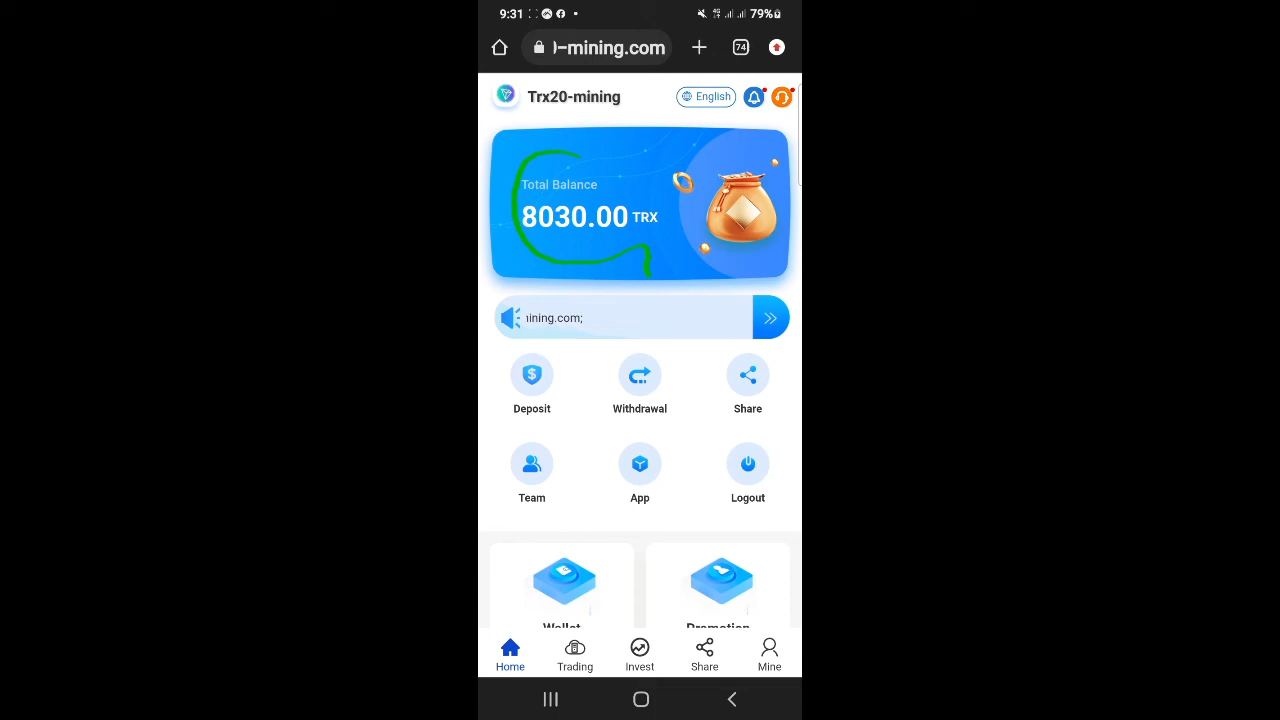 9:31
4G 79%
-mining.com
74
Trx20-mining
English
Total Balance
8030.00 TRX
ining.com;
Deposit Withdrawal Share
Team App Logout
Wallet Promotion
Home Trading Invest Share Mine